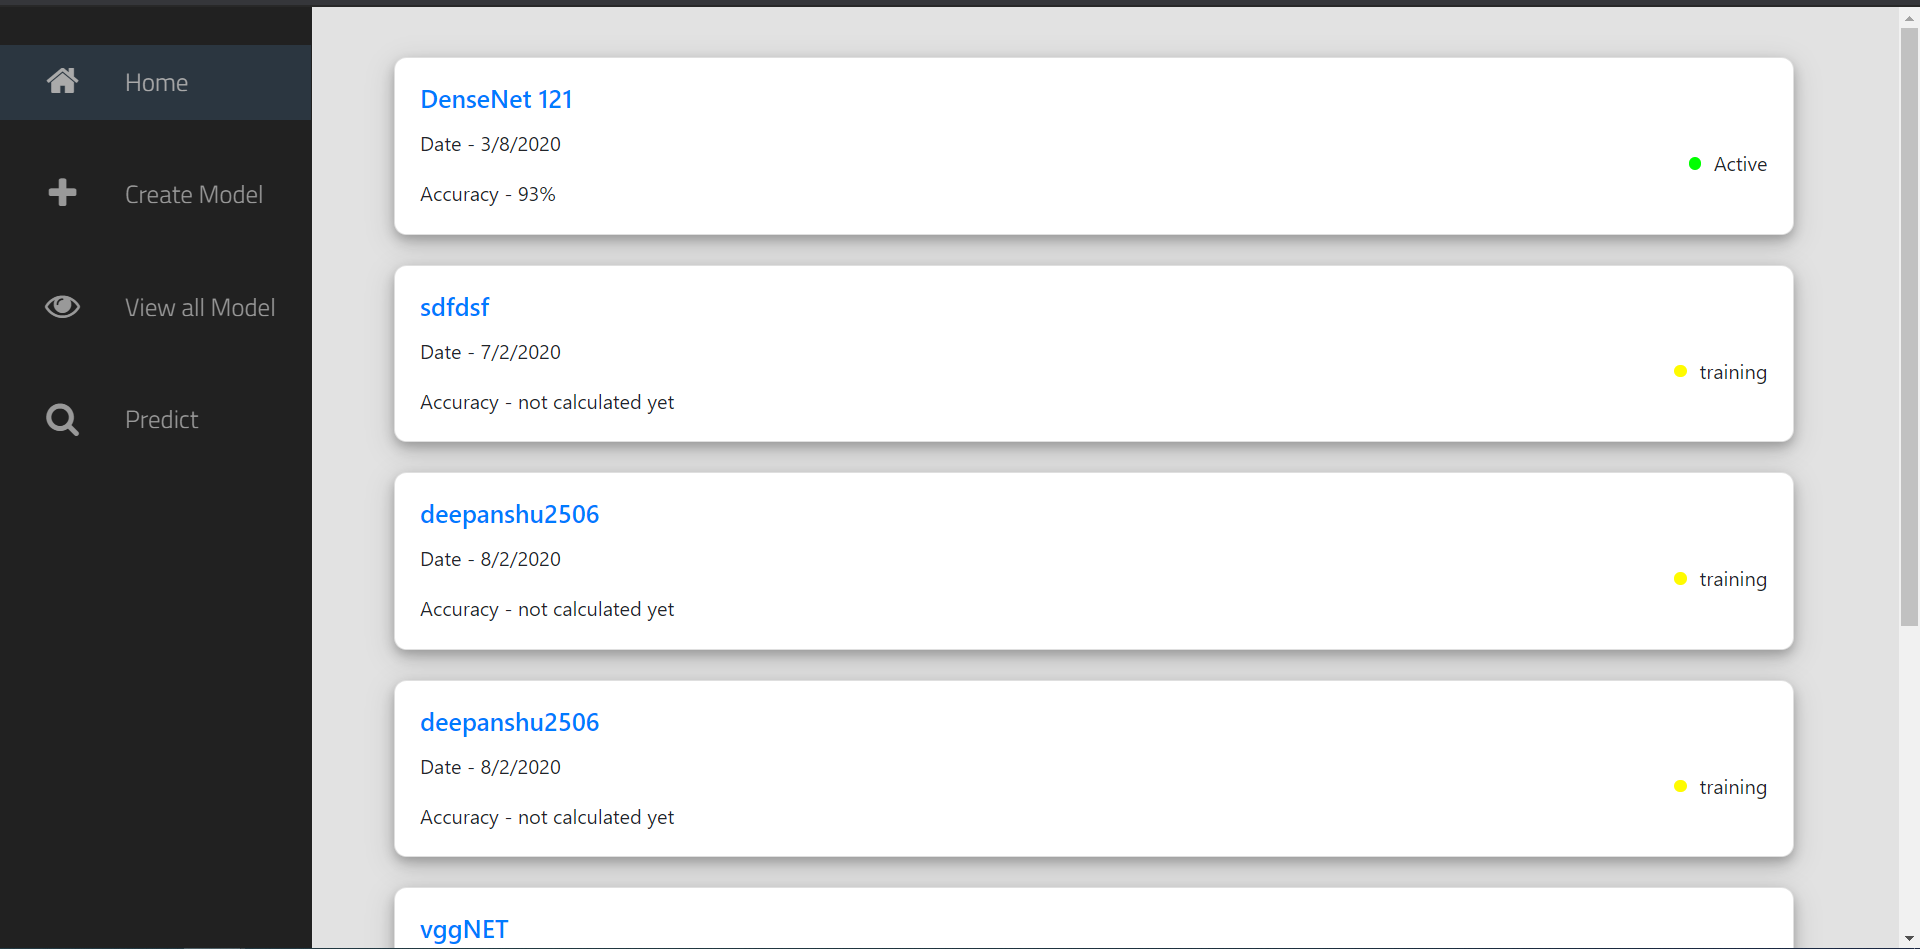 Home
Create Model
View all Model
Predict
DenseNet 121
Date - 3/8/2020
Accuracy - 93%
Active
sdfdsf
Date - 7/2/2020
Accuracy - not calculated yet
training
deepanshu2506
Date - 8/2/2020
Accuracy - not calculated yet
training
deepanshu2506
Date - 8/2/2020
Accuracy - not calculated yet
training
vggNET